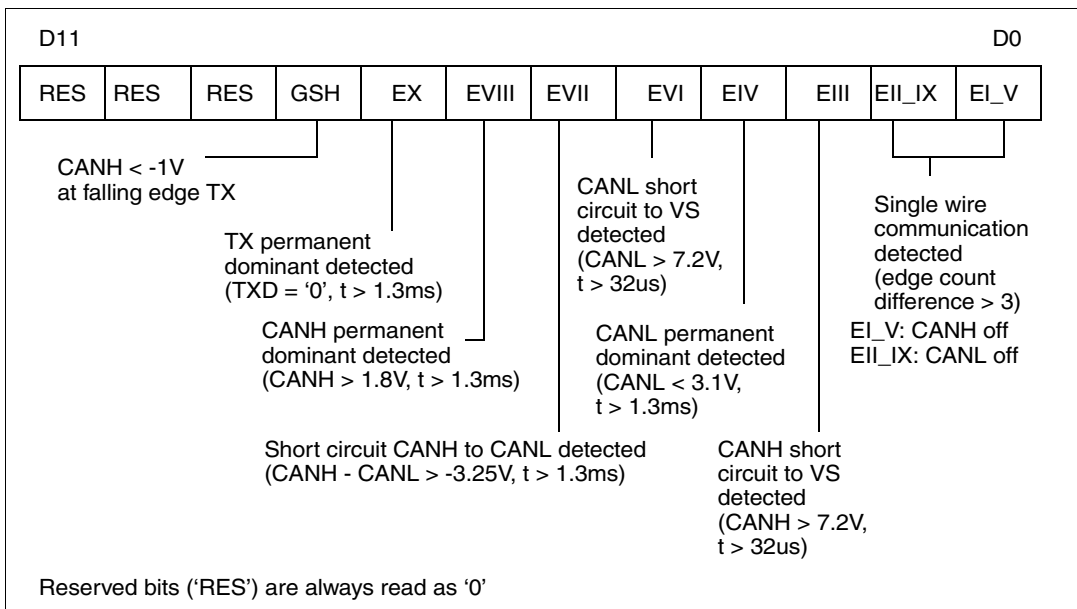 D11 D0
RES RES RES GSH EX EVIII EVII EVI EIV EIII EII_IX EI_V
CANH < -1V
at falling edge TX
TX permanent
dominant detected
(TXD = ‘0’, t > 1.3ms)
CANH permanent
dominant detected
(CANH > 1.8V, t > 1.3ms)
Short circuit CANH to CANL detected
(CANH - CANL > -3.25V, t > 1.3ms)
CANL short
circuit to VS
detected
(CANL > 7.2V,
t > 32us)
CANL permanent
dominant detected
(CANL < 3.1V,
t > 1.3ms)
CANH short
circuit to VS
detected
(CANH > 7.2V,
t > 32us)
Single wire
communication
detected
(edge count
difference > 3)
EI_V: CANH off
EII_IX: CANL off
Reserved bits (‘RES’) are always read as ‘0’